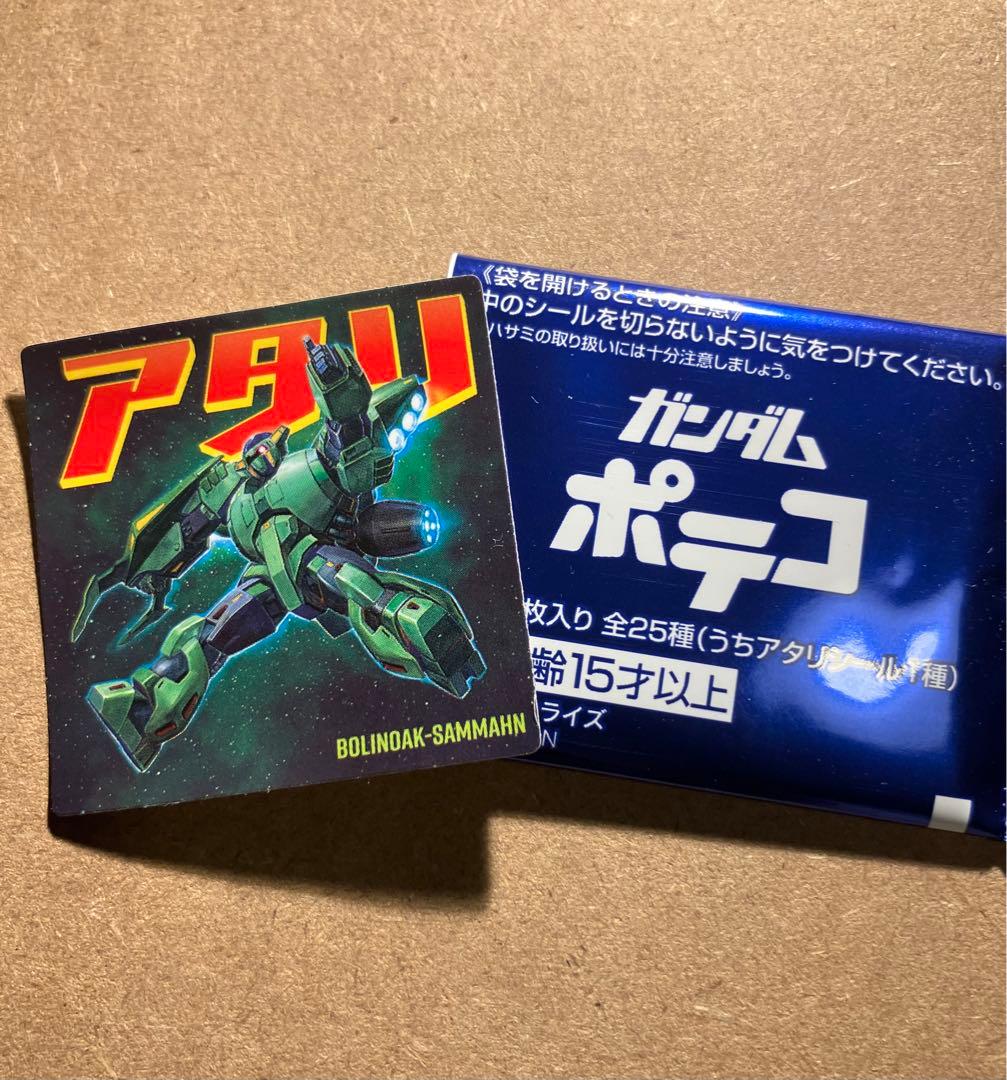 アタリ
BOLINOAK-SAMMAHN
《袋を開けるときの注意》
中のシールを切らないように気をつけてください。
ハサミの取り扱いには十分注意しましょう。
ガンダム
ポテコ
枚入り 全25種(うちアタリシール1種)
齢15才以上
ライズ
N